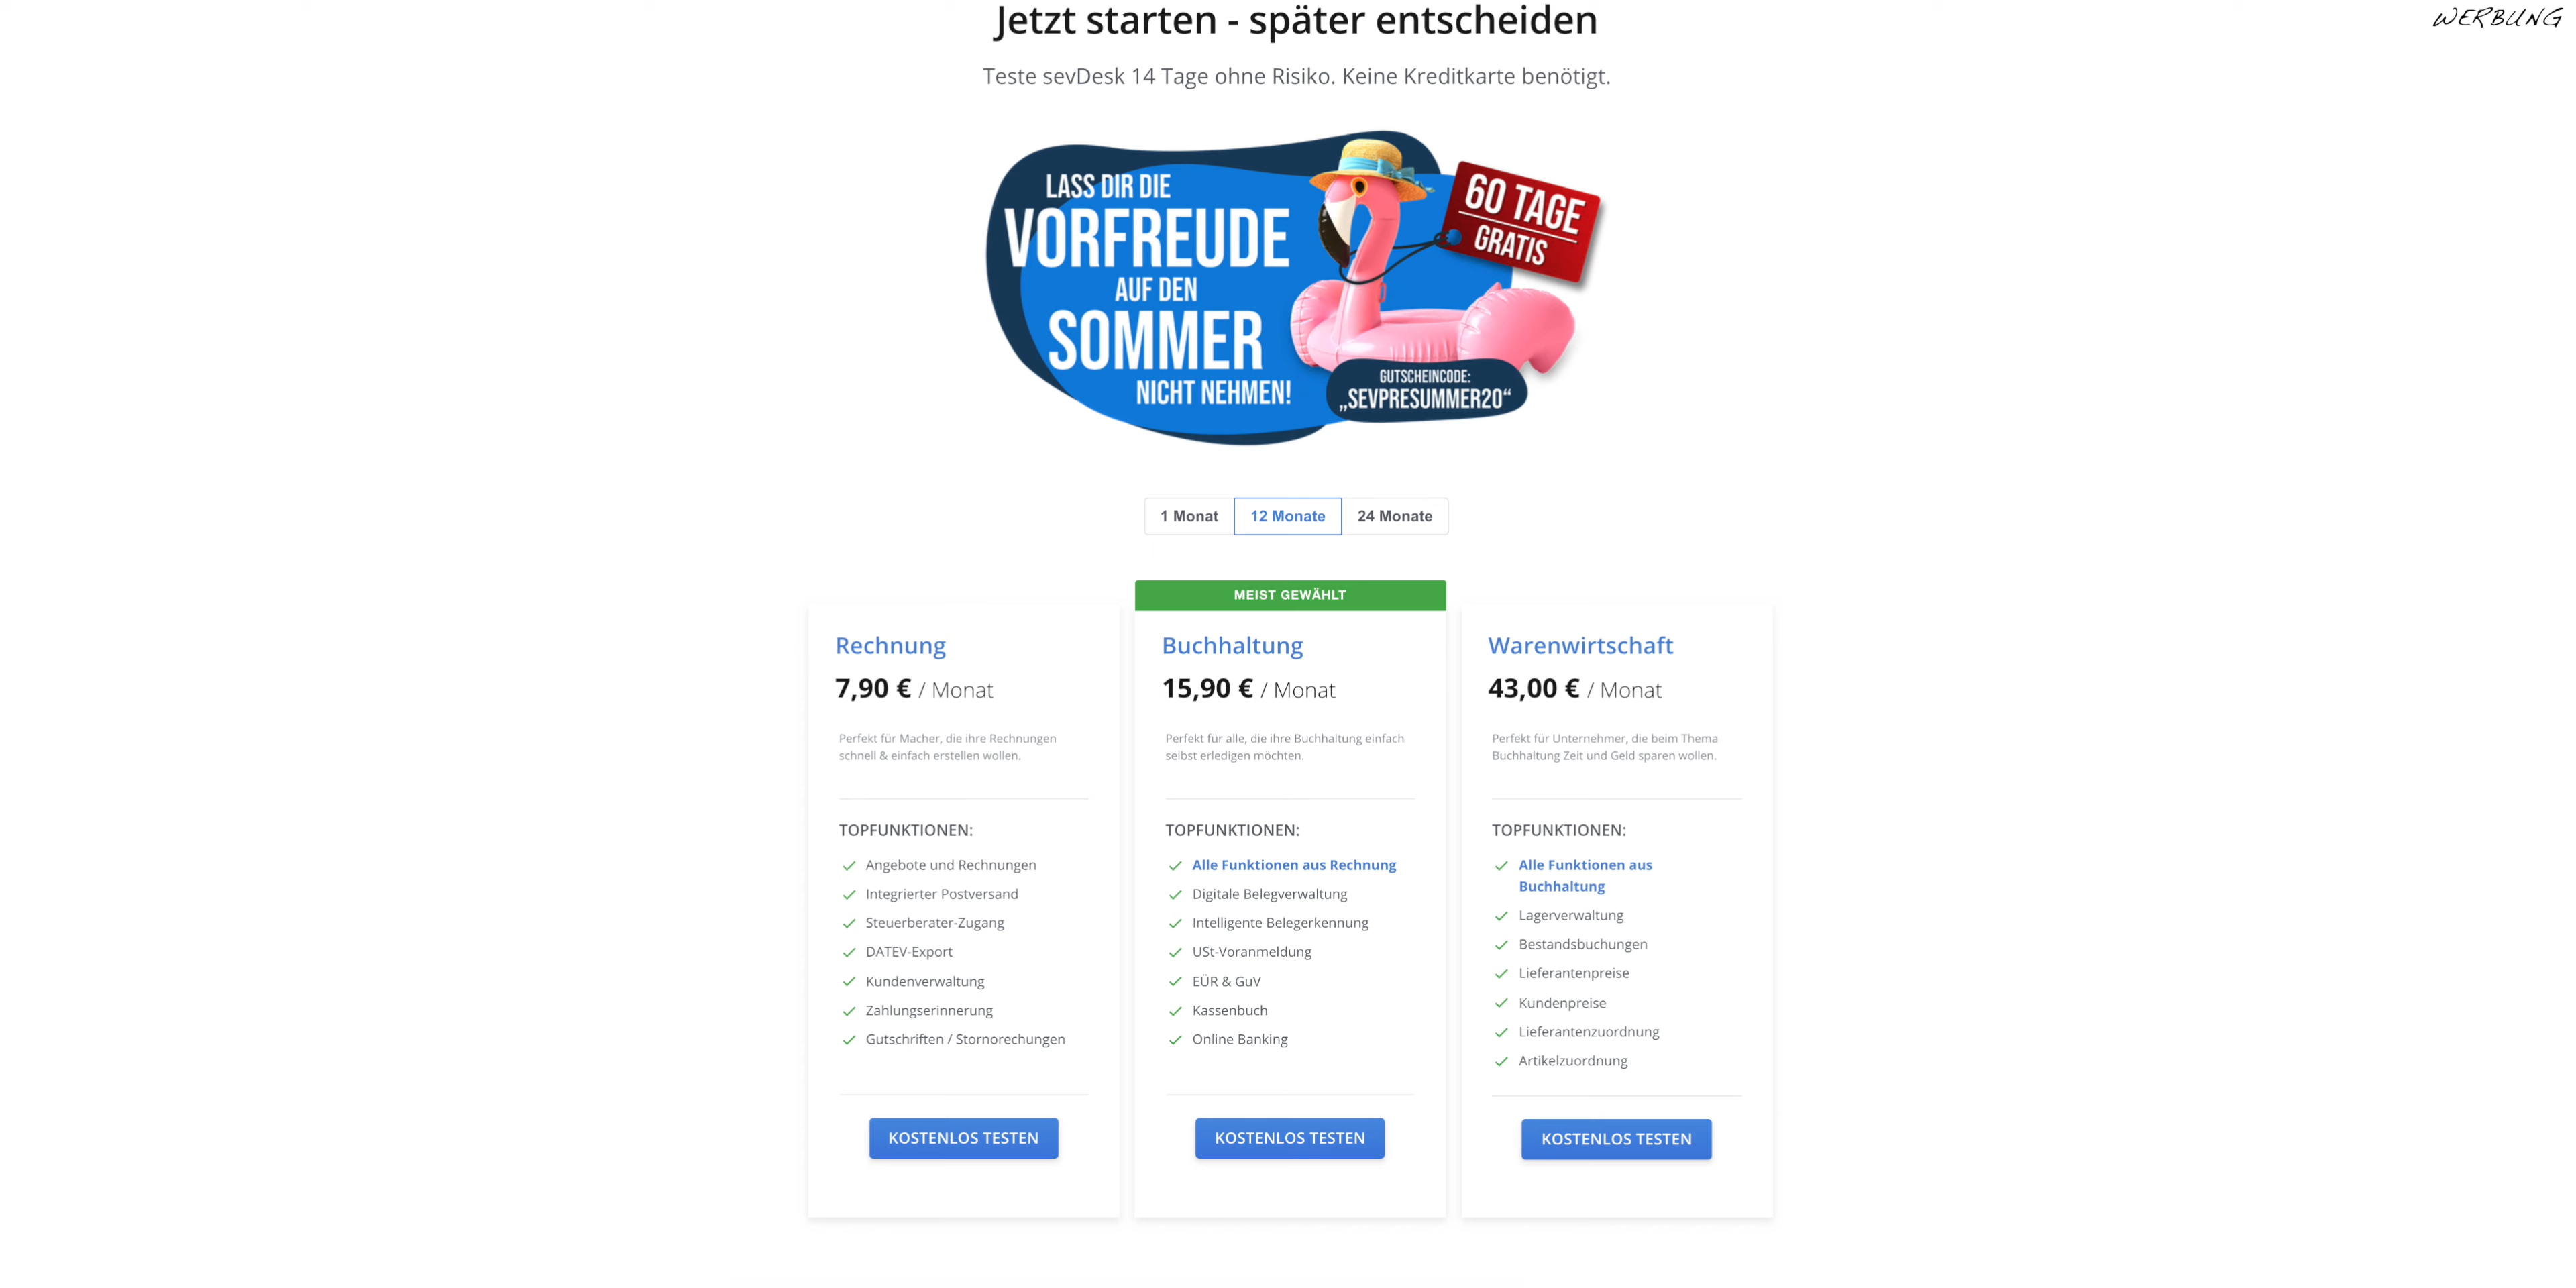 Jetzt starten - später entscheiden
WERBUNG
Teste sevDesk 14 Tage ohne Risiko. Keine Kreditkarte benötigt.
LASS DIR DIE
VORFREUDE
AUF DEN
SOMMER
NICHT NEHMEN!
60 TAGE
GRATIS
GUTSCHEINCODE:
„SEVPRESUMMER20“
1 Monat
12 Monate
24 Monate
Rechnung
7,90 € / Monat
Perfekt für Macher, die ihre Rechnungen
schnell & einfach erstellen wollen.
TOPFUNKTIONEN:
Angebote und Rechnungen
Integrierter Postversand
Steuerberater-Zugang
DATEV-Export
Kundenverwaltung
Zahlungserinnerung
Gutschriften / Stornorechungen
KOSTENLOS TESTEN
MEIST GEWÄHLT
Buchhaltung
15,90 € / Monat
Perfekt für alle, die ihre Buchhaltung einfach
selbst erledigen möchten.
TOPFUNKTIONEN:
Alle Funktionen aus Rechnung
Digitale Belegverwaltung
Intelligente Belegerkennung
USt-Voranmeldung
EÜR & GuV
Kassenbuch
Online Banking
KOSTENLOS TESTEN
Warenwirtschaft
43,00 € / Monat
Perfekt für Unternehmer, die beim Thema
Buchhaltung Zeit und Geld sparen wollen.
TOPFUNKTIONEN:
Alle Funktionen aus
Buchhaltung
Lagerverwaltung
Bestandsbuchungen
Lieferantenpreise
Kundenpreise
Lieferantenzuordnung
Artikelzuordnung
KOSTENLOS TESTEN